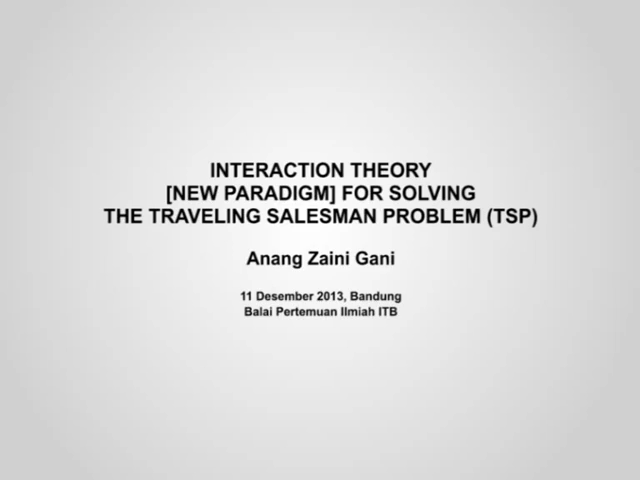 INTERACTION THEORY
[NEW PARADIGM] FOR SOLVING
THE TRAVELING SALESMAN PROBLEM (TSP)
Anang Zaini Gani
11 Desember 2013, Bandung
Balai Pertemuan Ilmiah ITB